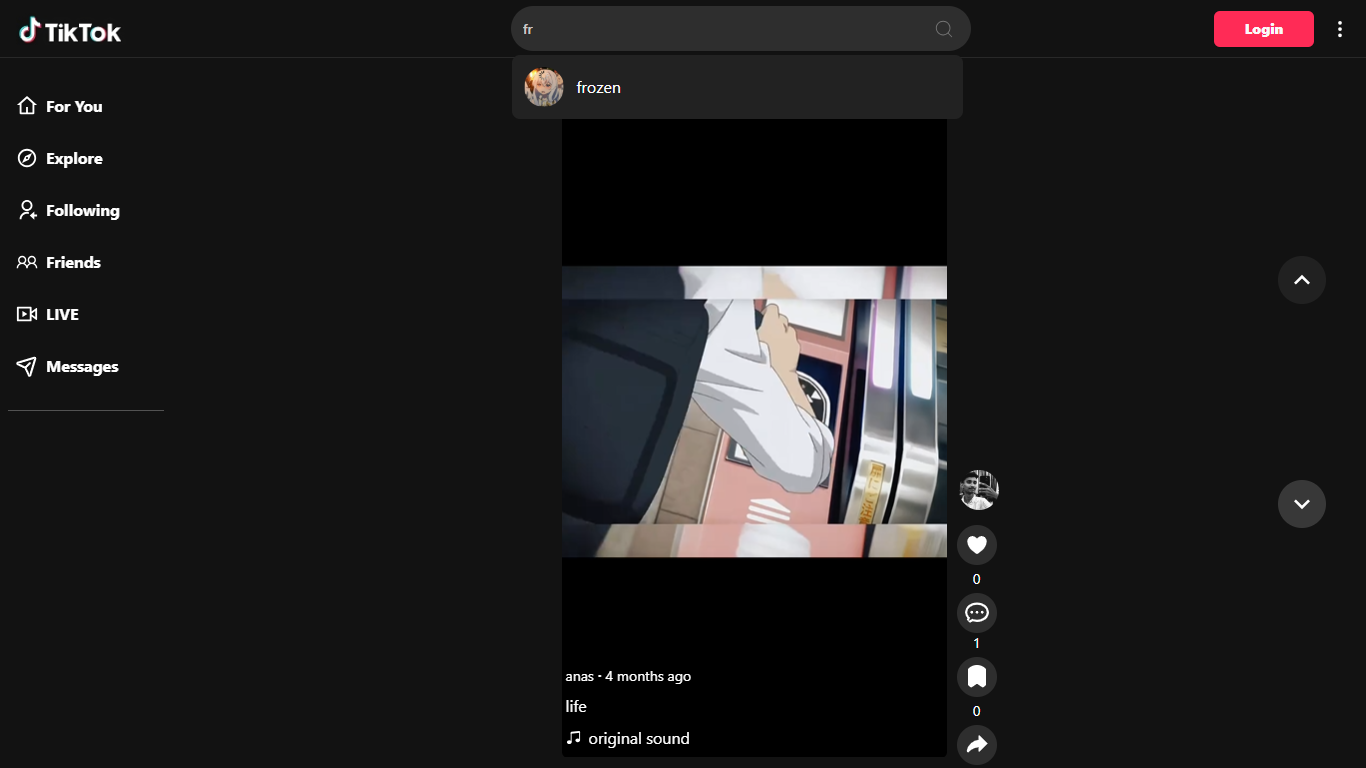 TikTok
fr
Login
frozen
For You
Explore
Following
Friends
LIVE
Messages
0
1
0
anas · 4 months ago
life
original sound